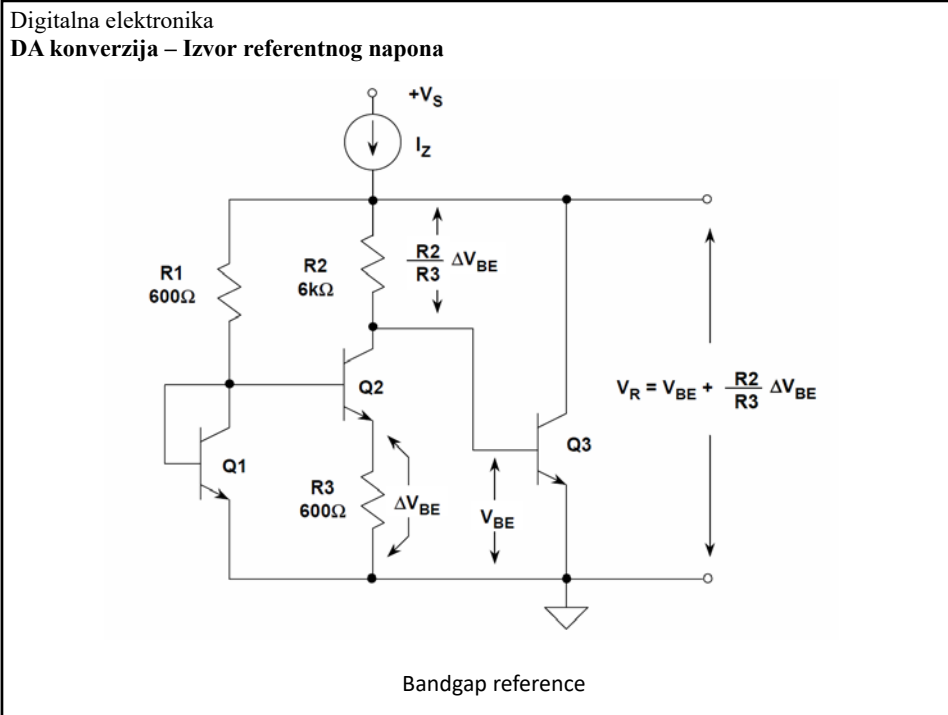 Digitalna elektronika
DA konverzija – Izvor referentnog napona
+VS
IZ
R1
600Ω
R2
6kΩ
R2
R3
ΔVBE
Q2
Q1
R3
600Ω
ΔVBE
VBE
Q3
VR = VBE + R2/R3 ΔVBE
Bandgap reference